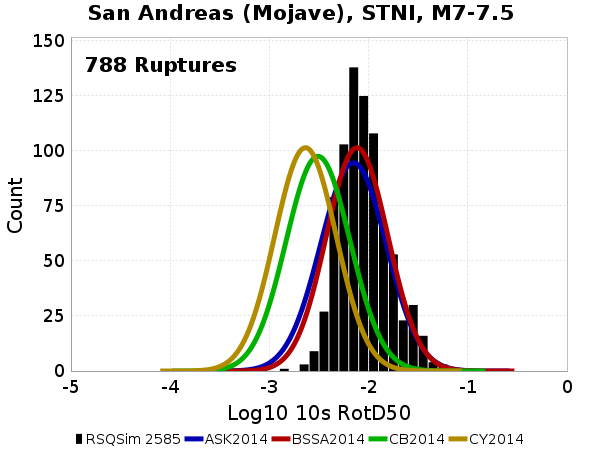 San Andreas (Mojave), STNI, M7-7.5
788 Ruptures
150
125
100
75
50
25
0
Count
-5 -4 -3 -2 -1 0
Log10 10s RotD50
RSQSim 2585 ASK2014 BSSA2014 CB2014 CY2014